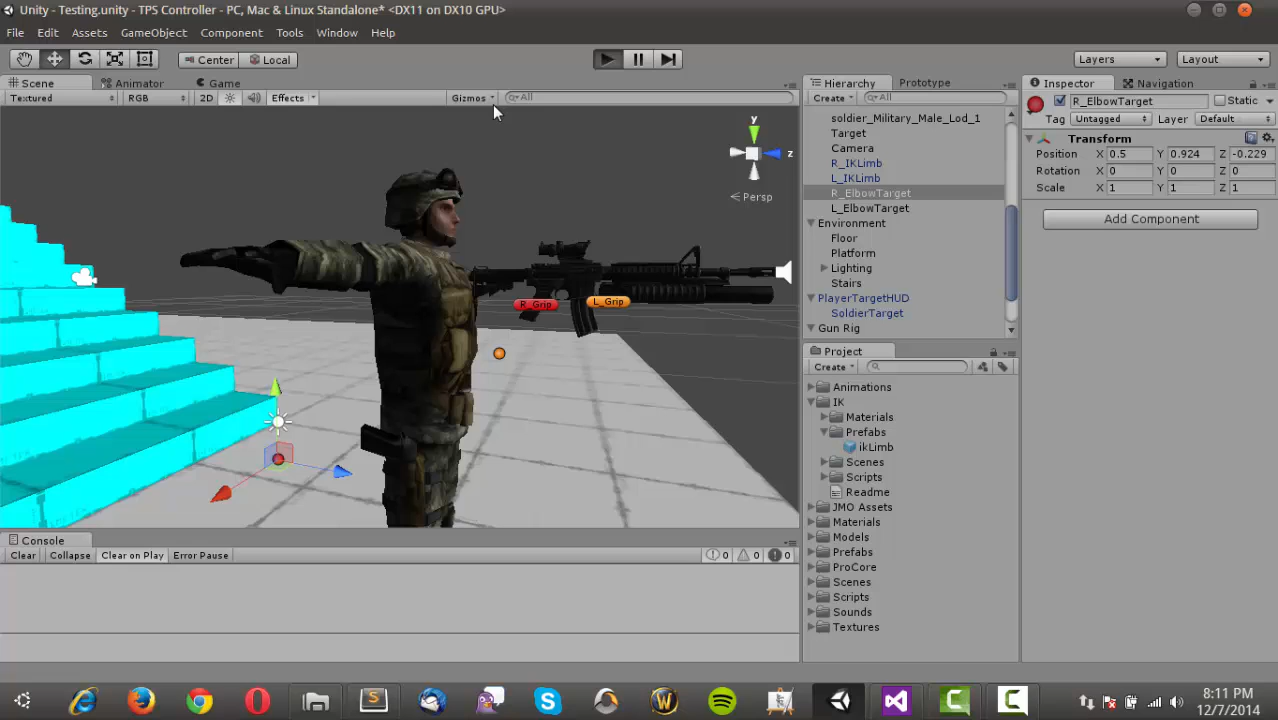 Unity - Testing.unity - TPS Controller - PC, Mac & Linux Standalone* <DX11 on DX10 GPU>
File Edit Assets GameObject Component Tools Window Help
Center Local Layers Layout
Scene Animator Game
Textured RGB 2D Effects Gizmos All
y
z
Persp
R_Grip L_Grip
Hierarchy Prototype
Create All
soldier_Military_Male_Lod_1
Target
Camera
R_IKLimb
L_IKLimb
R_ElbowTarget
L_ElbowTarget
Environment
Floor
Platform
Lighting
Stairs
PlayerTargetHUD
SoldierTarget
Gun Rig
Project
Create
Animations
IK
Materials
Prefabs
ikLimb
Scenes
Scripts
Readme
JMO Assets
Materials
Models
Prefabs
ProCore
Scenes
Scripts
Sounds
Textures
Inspector Navigation
R_ElbowTarget Static
Tag Untagged Layer Default
Transform
Position X 0.5 Y 0.924 Z -0.229
Rotation X 0 Y 0 Z 0
Scale X 1 Y 1 Z 1
Add Component
Console
Clear Collapse Clear on Play Error Pause 0 0 0
8:11 PM
12/7/2014